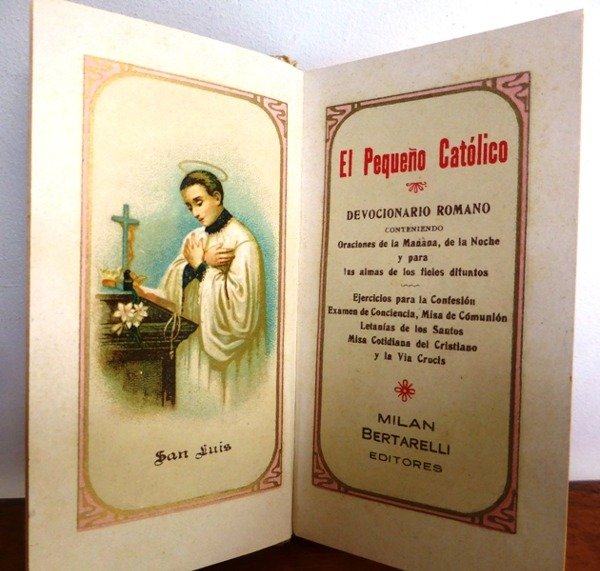 San Luis
El Pequeño Católico
DEVOCIONARIO ROMANO
CONTENIENDO
Oraciones de la Mañana, de la Noche
y para
las almas de los fieles difuntos
Ejercicios para la Confesión
Examen de Conciencia, Misa de Comunión
Letanías de los Santos
Misa Cotidiana del Cristiano
y la Via Crucis
MILAN
BERTARELLI
EDITORES